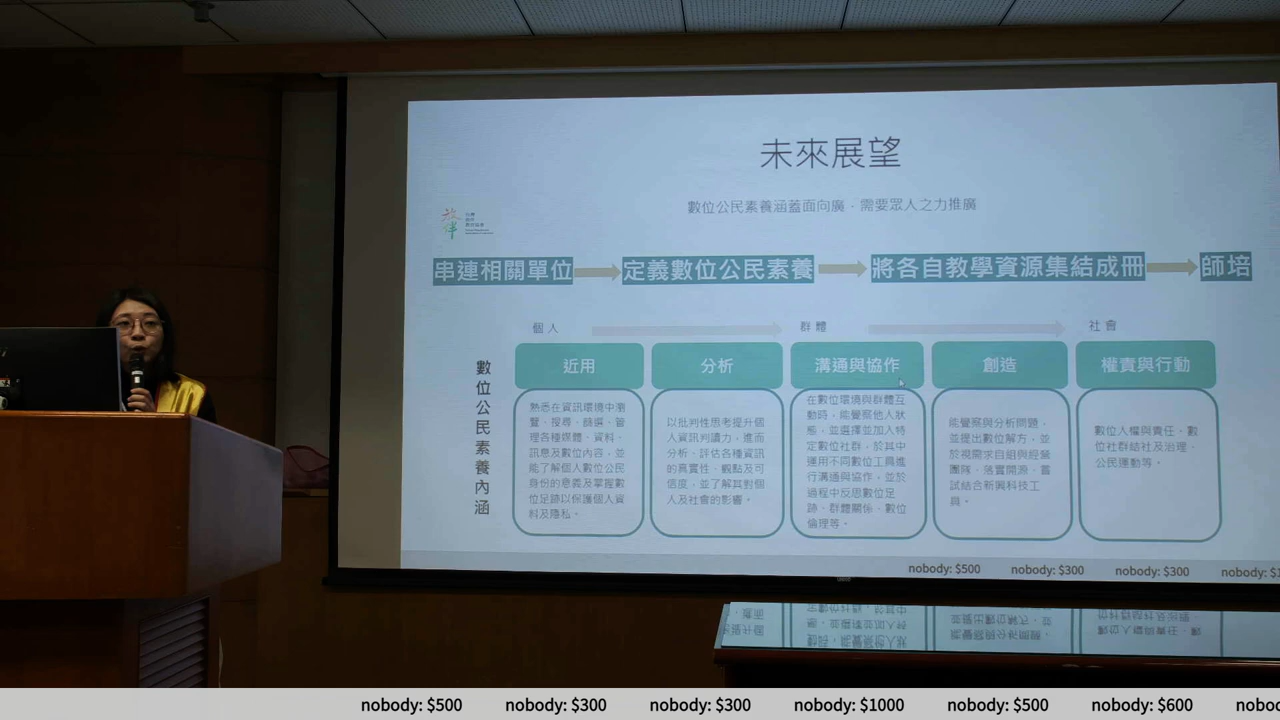 未來展望
數位公民素養涵蓋面向廣，需要眾人之力推廣
放伴
串連相關單位
定義數位公民素養
將各自教學資源集結成冊
師培
個人
群體
社會
數位公民素養內涵
近用
熟悉在資訊環境中瀏
覽、搜尋、篩選、管
理各種媒體、資料、
訊息及數位內容，並
能了解個人數位公民
身份的意義及掌握數
位足跡以保護個人資
料及隱私。
分析
以批判性思考提升個
人資訊判讀力，進而
分析、評估各種資訊
的真實性、觀點及可
信度，並了解其對個
人及社會的影響。
溝通與協作
在數位環境與群體互
動時，能覺察他人狀
態，並選擇並加入特
定數位社群，於其中
運用不同數位工具進
行溝通與協作，並於
過程中反思數位足
跡、群體關係、數位
倫理等。
創造
能覺察與分析問題，
並提出數位解方，並
於視需求自組與經營
團隊，落實開源，嘗
試結合新興科技工
具。
權責與行動
數位人權與責任、數
位社群結社及治理、
公民運動等。
nobody: $500 nobody: $300 nobody: $300 nobody: $1
nobody: $500 nobody: $300 nobody: $300 nobody: $1000 nobody: $500 nobody: $600 nobo